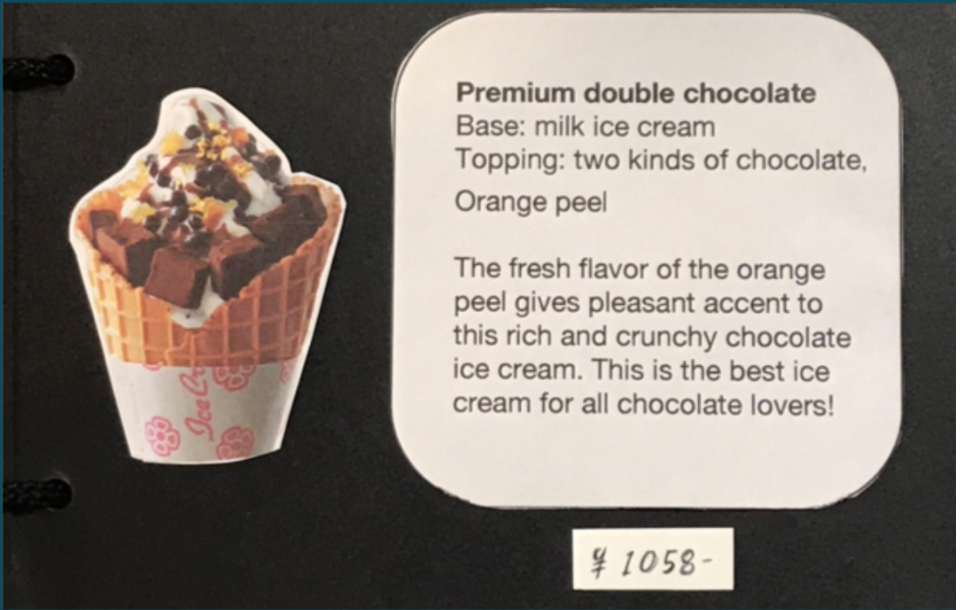 Premium double chocolate
Base: milk ice cream
Topping: two kinds of chocolate,
Orange peel
The fresh flavor of the orange
peel gives pleasant accent to
this rich and crunchy chocolate
ice cream. This is the best ice
cream for all chocolate lovers!
¥ 1058-
Ice Cr